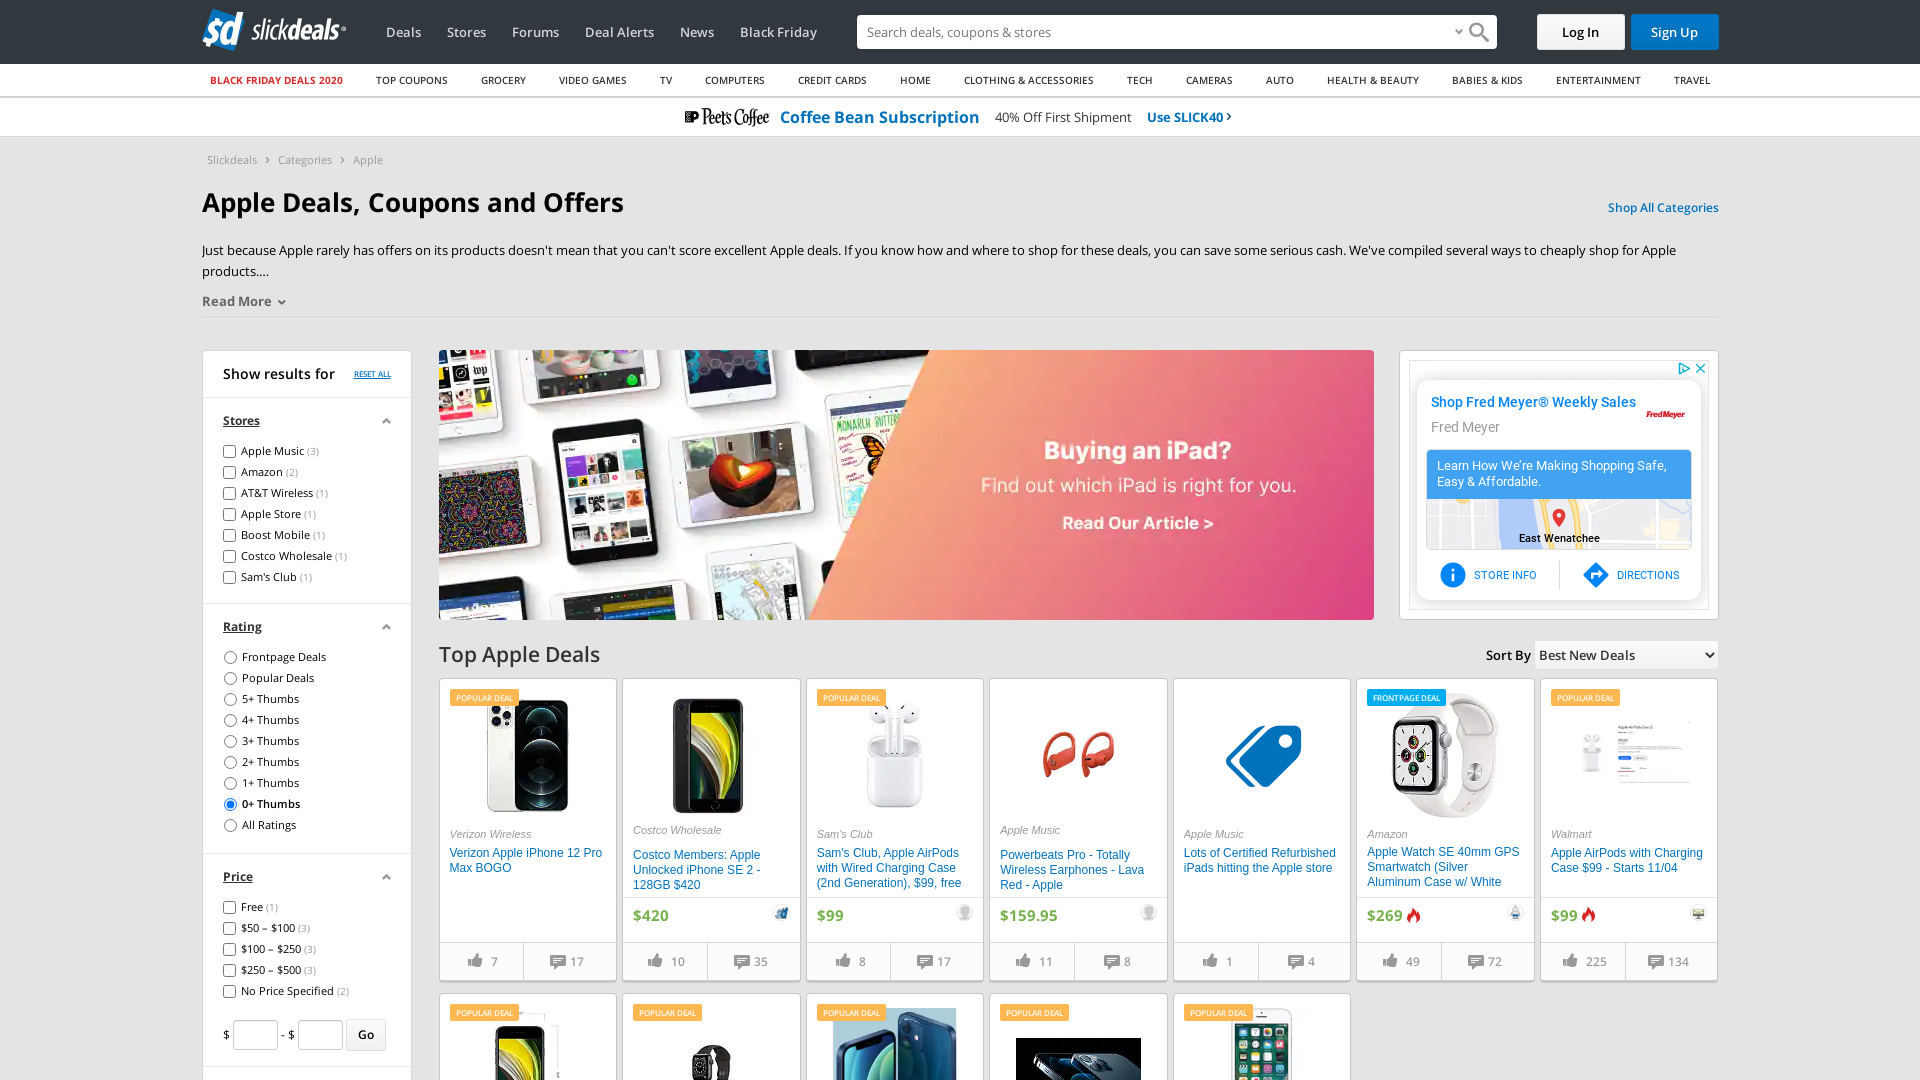 slickdeals
Deals
Stores
Forums
Deal Alerts
News
Black Friday
Search deals, coupons & search
Log In
Sign Up
BLACK FRIDAY DEALS 2020
TOP COUPONS
GROCERY
VIDEO GAMES
TV
COMPUTERS
CREDIT CARDS
HOME
CLOTHING & ACCESSORIES
TECH
CAMERAS
AUTO
HEALTH & BEAUTY
BABIES & KIDS
ENTERTAINMENT
TRAVEL
Peet's Coffee
Coffee Bean Subscription
40% Off First Shipment
Use SLICK40
Slickdeals
Categories
Apple
Apple Deals, Coupons and Offers
Shop All Categories
Just because Apple rarely has offers on its products doesn't mean that you can't score excellent Apple deals. If you know how and where to shop for these deals, you can save some serious cash. We've compiled several ways to cheaply shop for Apple
products....
Read More
Show results for
RESET ALL
Stores
Apple Music (3)
Amazon (2)
AT&T Wireless (1)
Apple Store (1)
Boost Mobile (1)
Costco Wholesale (1)
Sam's Club (1)
Rating
Frontpage Deals
Popular Deals
5+ Thumbs
4+ Thumbs
3+ Thumbs
2+ Thumbs
1+ Thumbs
0+ Thumbs
All Ratings
Price
Free (1)
$50 – $100 (3)
$100 – $250 (3)
$250 – $500 (3)
No Price Specified (2)
$ - $ Go
Buying an iPad?
Find out which iPad is right for you.
Read Our Article >
Shop Fred Meyer® Weekly Sales
Fred Meyer
Fred Meyer
Learn How We're Making Shopping Safe,
Easy & Affordable.
East Wenatchee
STORE INFO
DIRECTIONS
Top Apple Deals
Sort By Best New Deals
POPULAR DEAL
Verizon Wireless
Verizon Apple iPhone 12 Pro
Max BOGO
7
17
Costco Wholesale
Costco Members: Apple
Unlocked iPhone SE 2 -
128GB $420
$420
10
35
POPULAR DEAL
Sam's Club
Sam's Club, Apple AirPods
with Wired Charging Case
(2nd Generation), $99, free
$99
8
17
Apple Music
Powerbeats Pro - Totally
Wireless Earphones - Lava
Red - Apple
$159.95
11
8
Apple Music
Lots of Certified Refurbished
iPads hitting the Apple store
1
4
FRONTPAGE DEAL
Amazon
Apple Watch SE 40mm GPS
Smartwatch (Silver
Aluminum Case w/ White
$269
49
72
POPULAR DEAL
Walmart
Apple AirPods with Charging
Case $99 - Starts 11/04
$99
225
134
POPULAR DEAL
POPULAR DEAL
POPULAR DEAL
POPULAR DEAL
POPULAR DEAL